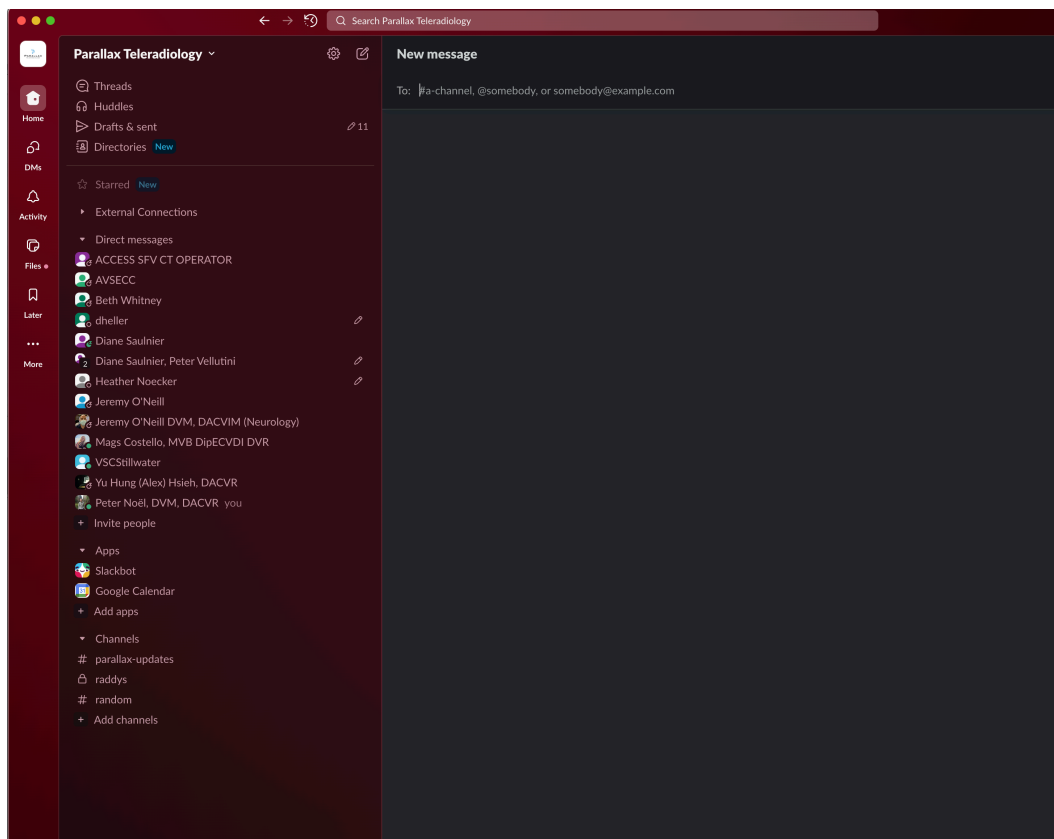 Search Parallax Teleradiology
PARALLAX
Parallax Teleradiology
Home
DMs
Activity
Files
Later
More
Threads
Huddles
Drafts & sent 11
Directories New
Starred New
External Connections
Direct messages
ACCESS SFV CT OPERATOR
AVSECC
Beth Whitney
dheller
Diane Saulnier
2 Diane Saulnier, Peter Vellutini
Heather Noecker
Jeremy O'Neill
Jeremy O'Neill DVM, DACVIM (Neurology)
Mags Costello, MVB DipECVDI DVR
VSCStillwater
Yu Hung (Alex) Hsieh, DACVR
Peter Noël, DVM, DACVR you
+ Invite people
Apps
Slackbot
31 Google Calendar
+ Add apps
Channels
# parallax-updates
raddys
# random
+ Add channels
New message
To: #a-channel, @somebody, or somebody@example.com